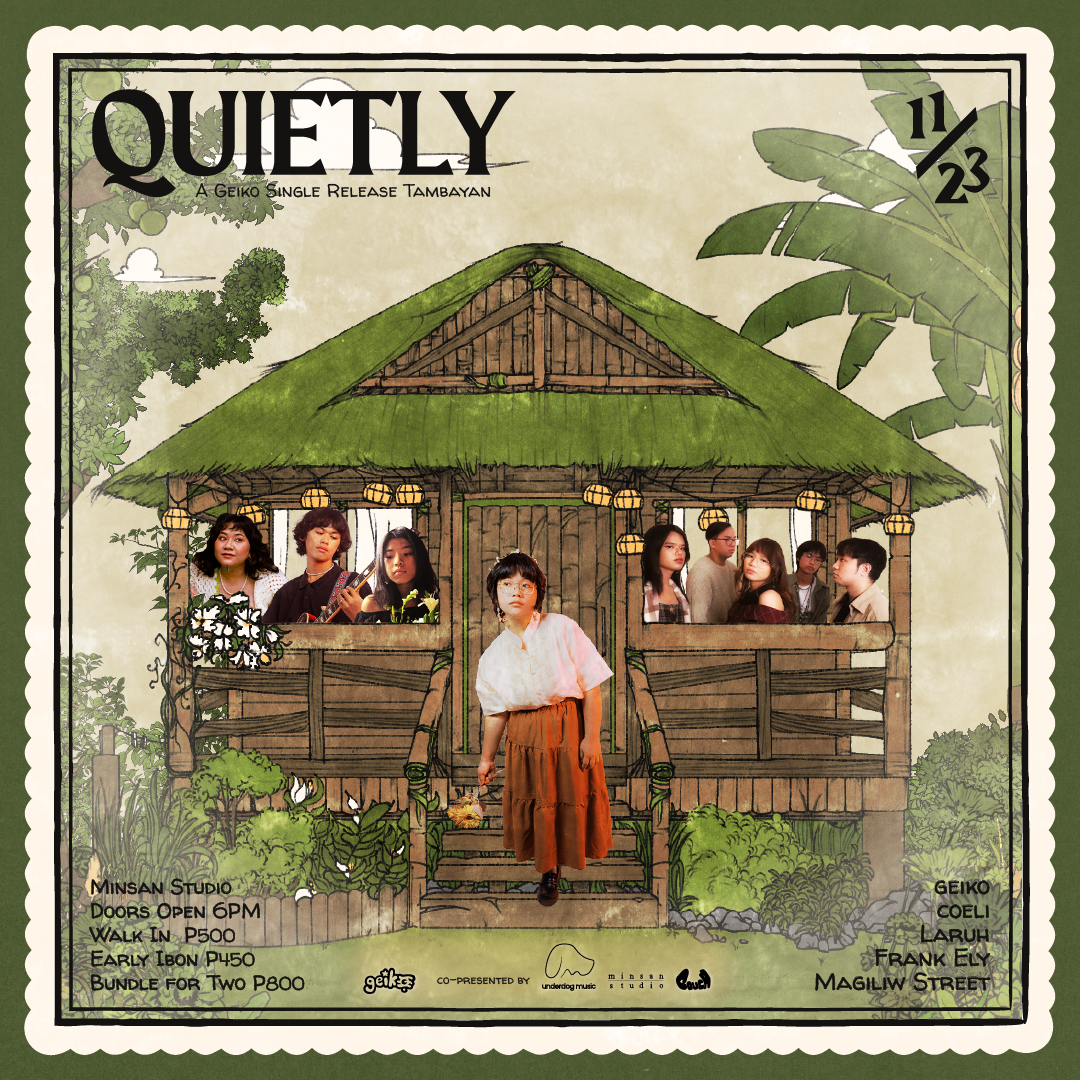 QUIETLY
A Geiko Single Release Tambayan
11/23
Minsan Studio
Doors Open 6PM
Walk In P500
Early Ibon P450
Bundle for Two P800
geiko
CO-PRESENTED BY
underdog music
minsan
studio
GEIKO
COELI
Laruh
Frank Ely
Magiliw Street